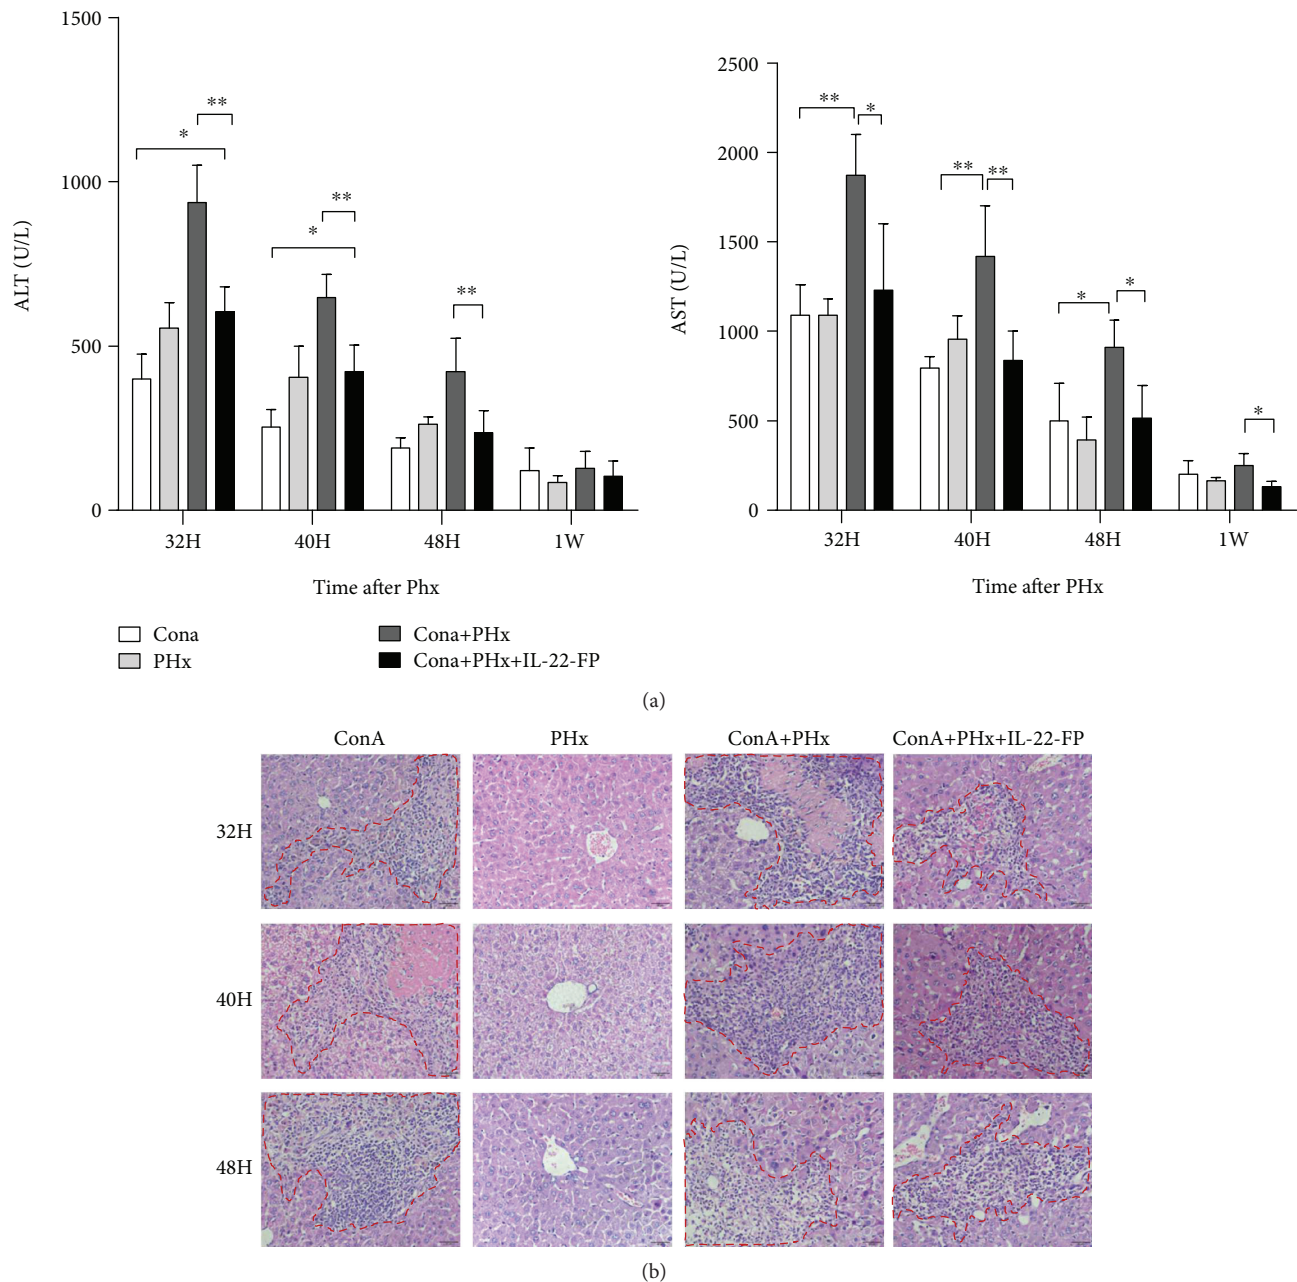 1500
1000
500
0
ALT (U/L)
*
**
*
**
**
32H
40H
48H
1W
Time after Phx
2500
2000
1500
1000
500
0
AST (U/L)
**
*
**
**
*
*
*
32H
40H
48H
1W
Time after PHx
Cona
PHx
Cona+PHx
Cona+PHx+IL-22-FP
(a)
ConA
PHx
ConA+PHx
ConA+PHx+IL-22-FP
32H
40H
48H
(b)